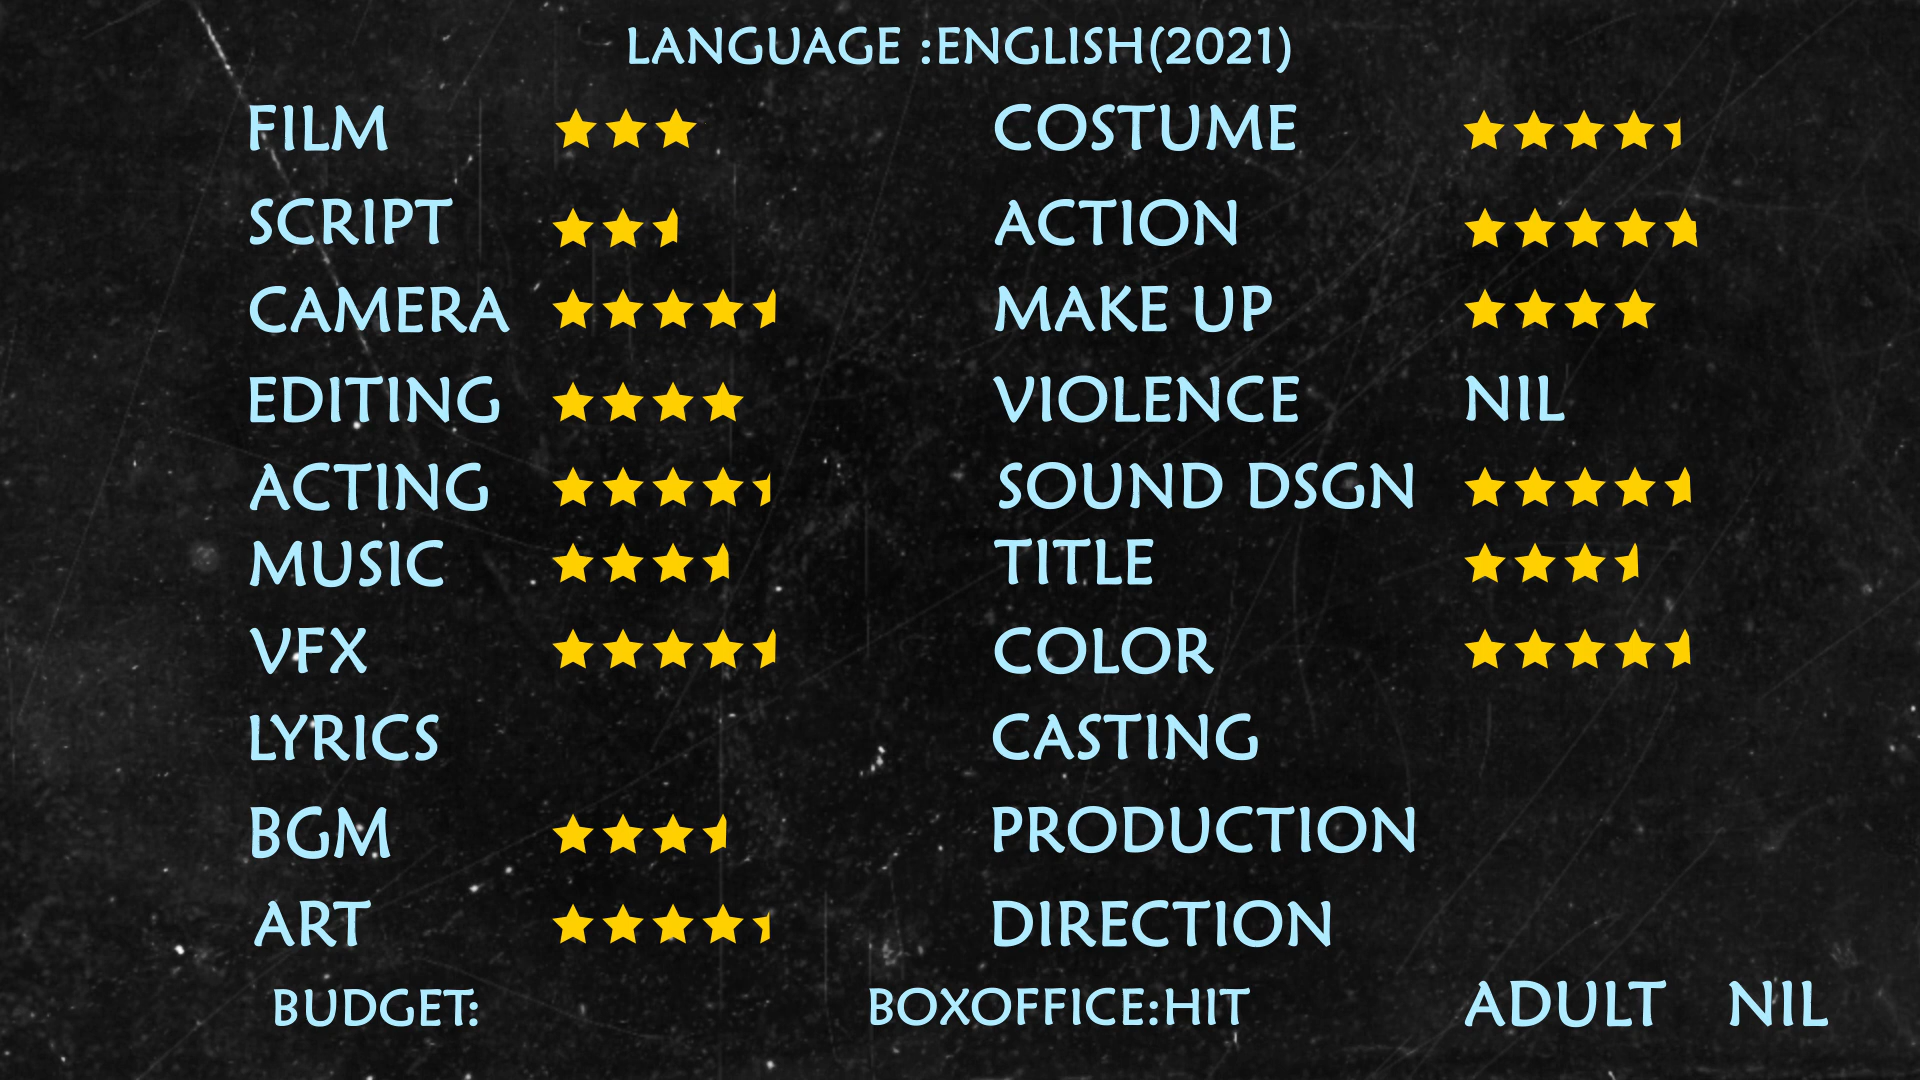 LANGUAGE :ENGLISH(2021)
FILM COSTUME
SCRIPT ACTION
CAMERA MAKE UP
EDITING VIOLENCE NIL
ACTING SOUND DSGN
MUSIC TITLE
VFX COLOR
LYRICS CASTING
BGM PRODUCTION
ART DIRECTION
BUDGET: BOXOFFICE:HIT ADULT NIL